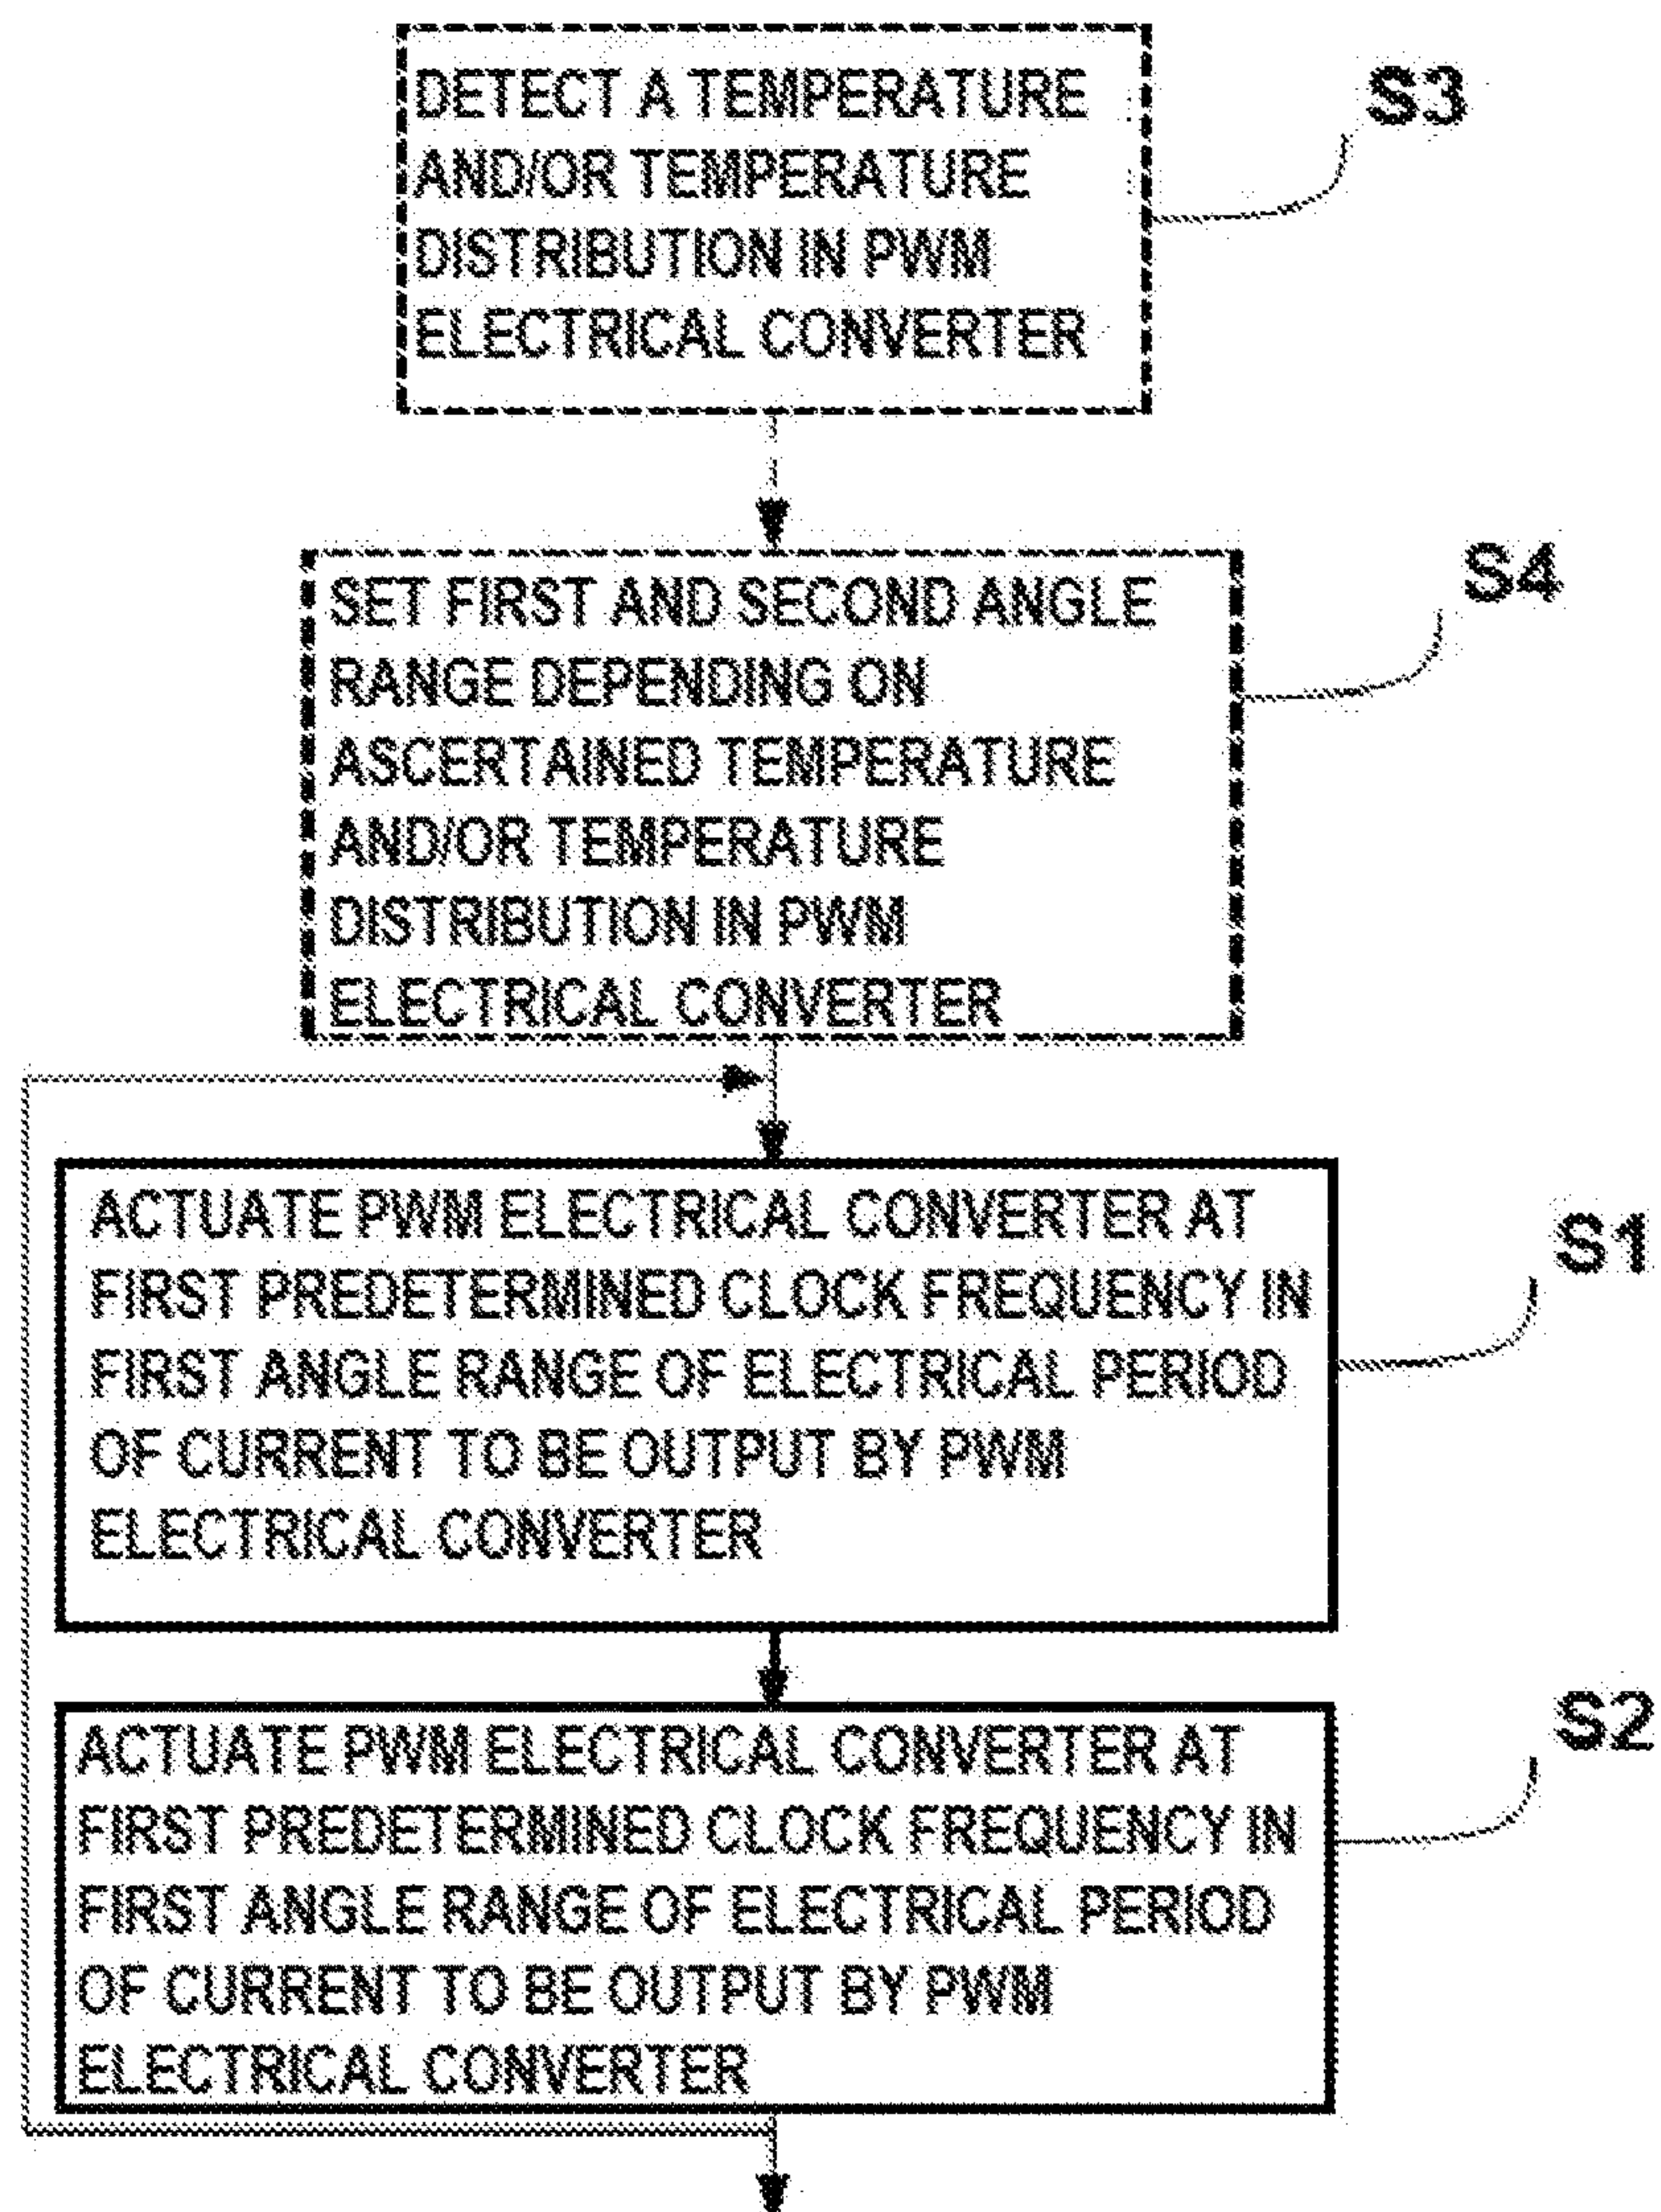 DETECT A TEMPERATURE
AND/OR TEMPERATURE
DISTRIBUTION IN PWM
ELECTRICAL CONVERTER
S3
SET FIRST AND SECOND ANGLE
RANGE DEPENDING ON
ASCERTAINED TEMPERATURE
AND/OR TEMPERATURE
DISTRIBUTION IN PWM
ELECTRICAL CONVERTER
S4
ACTUATE PWM ELECTRICAL CONVERTER AT
FIRST PREDETERMINED CLOCK FREQUENCY IN
FIRST ANGLE RANGE OF ELECTRICAL PERIOD
OF CURRENT TO BE OUTPUT BY PWM
ELECTRICAL CONVERTER
S1
ACTUATE PWM ELECTRICAL CONVERTER AT
FIRST PREDETERMINED CLOCK FREQUENCY IN
FIRST ANGLE RANGE OF ELECTRICAL PERIOD
OF CURRENT TO BE OUTPUT BY PWM
ELECTRICAL CONVERTER
S2